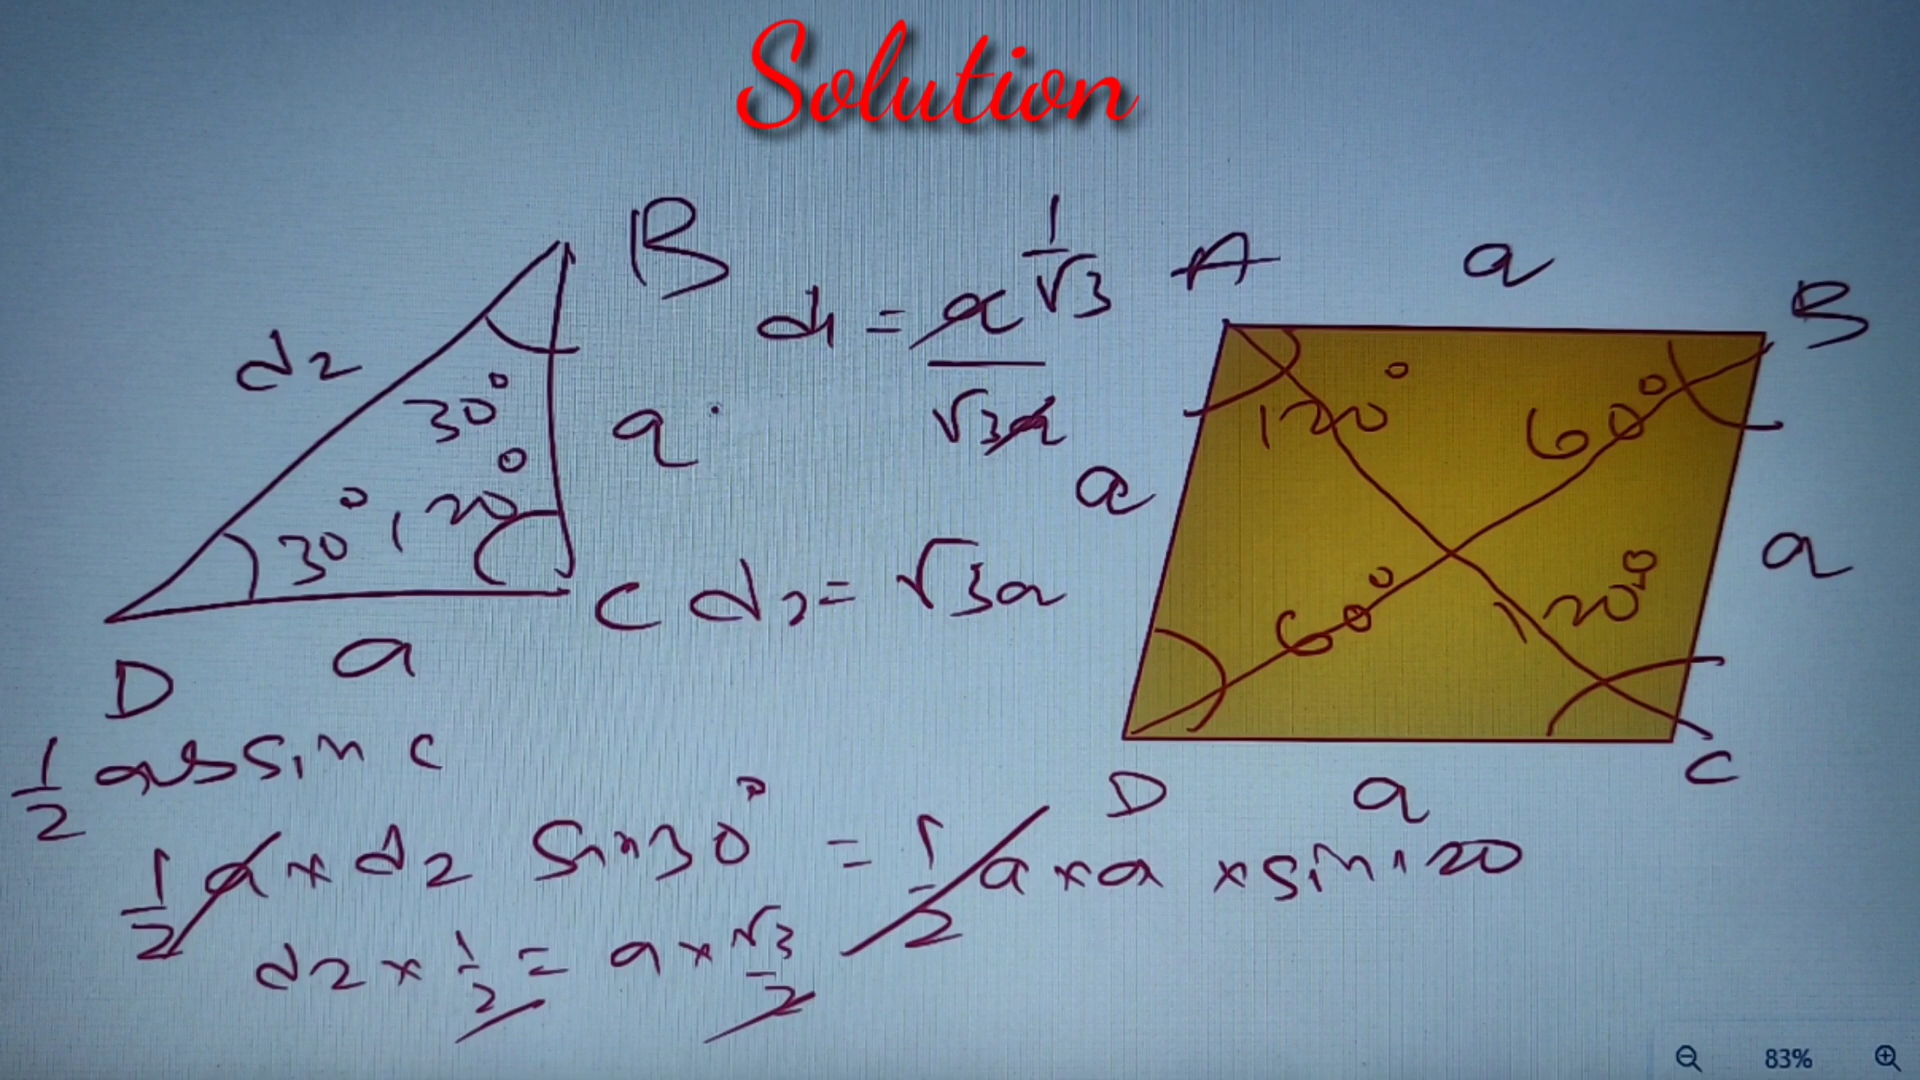 Solution
B
d1 = a 1/√3
√3a
A
a
B
d2
30°
a
a
30°
120°
120°
60°
a
C
d2 = √3a
60°
120°
D
a
D
a
C
1/2 ab sin c
1/2 a × d2 sin 30° = 1/2 a × a × sin 120
d2 × 1/2 = a × √3/2
83%